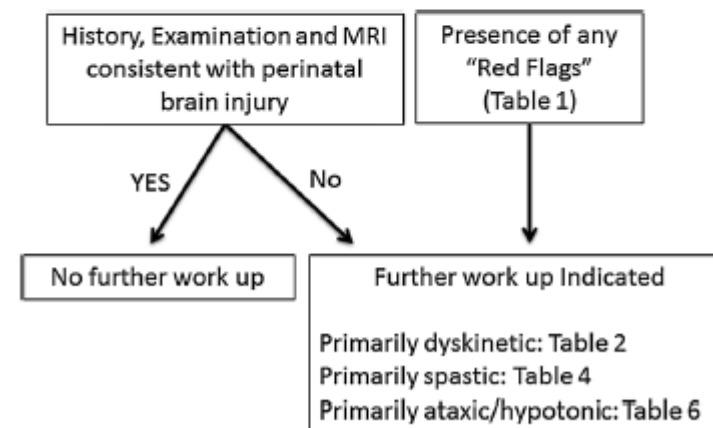 History, Examination and MRI
consistent with perinatal
brain injury
Presence of any
“Red Flags”
(Table 1)
YES
No
No further work up
Further work up Indicated
Primarily dyskinetic: Table 2
Primarily spastic: Table 4
Primarily ataxic/hypotonic: Table 6